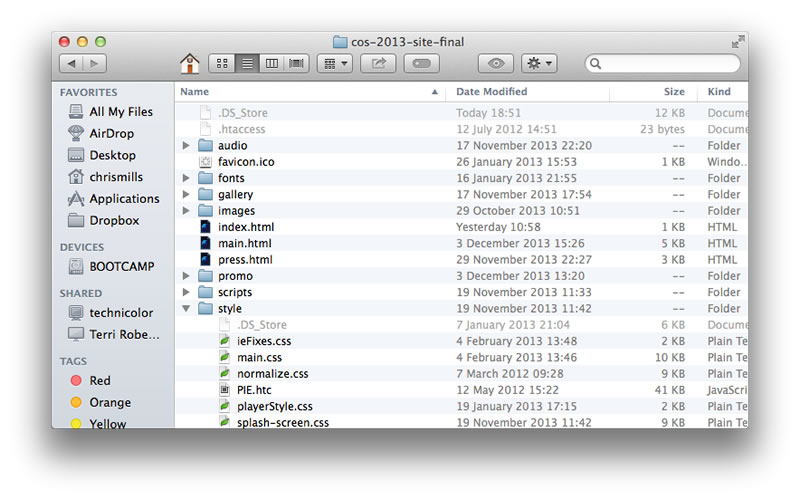 cos-2013-site-final
FAVORITES
All My Files
AirDrop
Desktop
chrismills
Applications
Dropbox
DEVICES
BOOTCAMP
SHARED
technicolor
Terri Robe...
TAGS
Red
Orange
Yellow
Name Date Modified Size Kind
.DS_Store Today 18:51 12 KB Docume
.htaccess 12 July 2012 14:51 23 bytes Docume
audio 17 November 2013 22:20 -- Folder
favicon.ico 26 January 2013 15:53 1 KB Windo...
fonts 16 January 2013 21:55 -- Folder
gallery 17 November 2013 17:54 -- Folder
images 29 October 2013 10:51 -- Folder
index.html Yesterday 10:58 1 KB HTML
main.html 3 December 2013 15:26 5 KB HTML
press.html 29 November 2013 22:27 3 KB HTML
promo 3 December 2013 13:20 -- Folder
scripts 19 November 2013 11:33 -- Folder
style 19 November 2013 11:42 -- Folder
.DS_Store 7 January 2013 21:04 6 KB Docume
ieFixes.css 4 February 2013 13:48 2 KB Plain Te
main.css 4 February 2013 13:46 10 KB Plain Te
normalize.css 7 March 2012 09:28 9 KB Plain Te
PIE.htc 12 May 2012 15:22 41 KB JavaScri
playerStyle.css 19 January 2013 17:15 2 KB Plain Te
splash-screen.css 19 November 2013 11:42 9 KB Plain Te